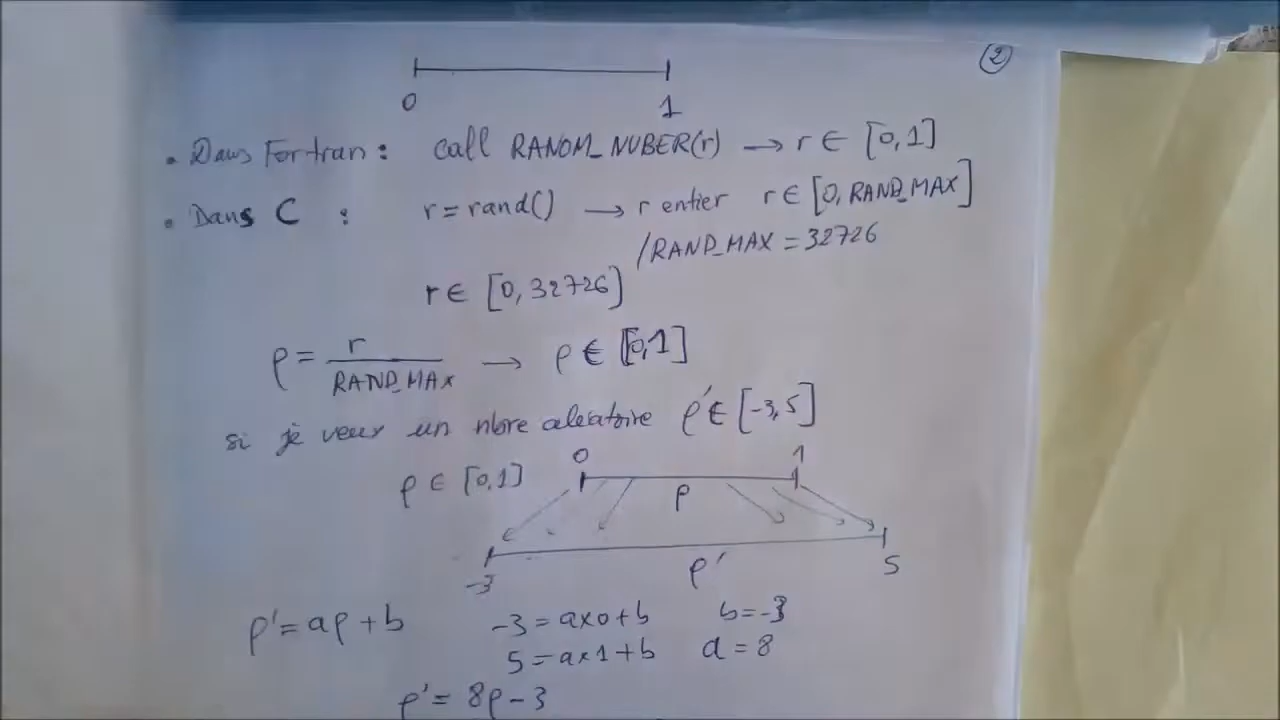 ②
0 1
• Dans Fortran : call RANOM_NUBER(r) → r ∈ [0,1]
• Dans C : r = rand() → r entier r ∈ [0, RAND_MAX]
/RAND_MAX = 32726
r ∈ [0, 32726]
ρ = r / RAND_MAX → ρ ∈ [0,1]
si je veux un nbre aleatoire ρ' ∈ [-3,5]
0 1
ρ ∈ [0,1] ρ
-3 ρ' 5
ρ' = aρ + b -3 = a×0 + b b = -3
5 = a×1 + b a = 8
ρ' = 8ρ - 3